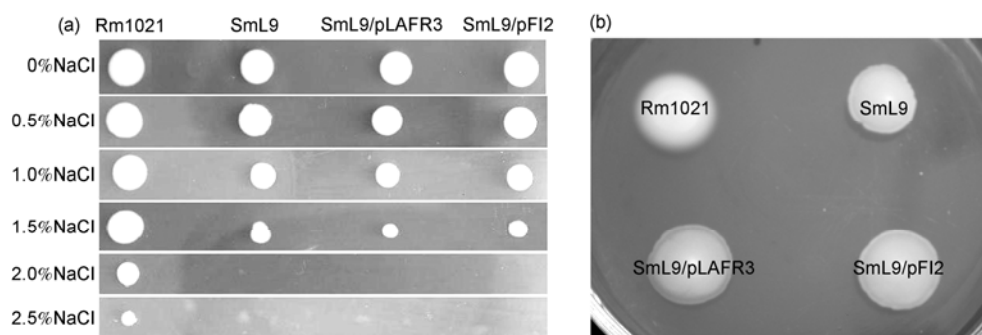 (a) Rm1021 SmL9 SmL9/pLAFR3 SmL9/pFI2
0%NaCl
0.5%NaCl
1.0%NaCl
1.5%NaCl
2.0%NaCl
2.5%NaCl
(b)
Rm1021 SmL9
SmL9/pLAFR3 SmL9/pFI2